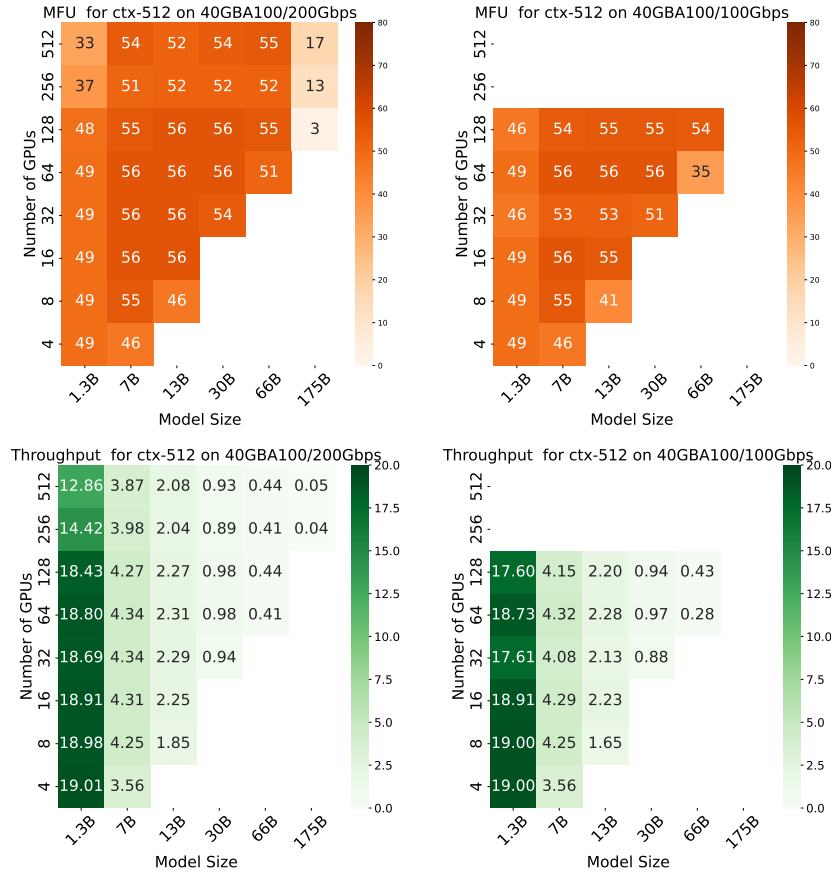 MFU for ctx-512 on 40GBA100/200Gbps
512 33 54 52 54 55 17
256 37 51 52 52 52 13
128 48 55 56 56 55 3
64 49 56 56 56 51
32 49 56 56 54
16 49 56 56
8 49 55 46
4 49 46
1.3B 7B 13B 30B 66B 175B
Model Size
Number of GPUs
80
70
60
50
40
30
20
10
0
MFU for ctx-512 on 40GBA100/100Gbps
512
256
128 46 54 55 55 54
64 49 56 56 56 35
32 46 53 53 51
16 49 56 55
8 49 55 41
4 49 46
1.3B 7B 13B 30B 66B 175B
Model Size
Number of GPUs
80
70
60
50
40
30
20
10
0
Throughput for ctx-512 on 40GBA100/200Gbps
512 12.86 3.87 2.08 0.93 0.44 0.05
256 14.42 3.98 2.04 0.89 0.41 0.04
128 18.43 4.27 2.27 0.98 0.44
64 18.80 4.34 2.31 0.98 0.41
32 18.69 4.34 2.29 0.94
16 18.91 4.31 2.25
8 18.98 4.25 1.85
4 19.01 3.56
1.3B 7B 13B 30B 66B 175B
Model Size
Number of GPUs
20.0
17.5
15.0
12.5
10.0
7.5
5.0
2.5
0.0
Throughput for ctx-512 on 40GBA100/100Gbps
512
256
128 17.60 4.15 2.20 0.94 0.43
64 18.73 4.32 2.28 0.97 0.28
32 17.61 4.08 2.13 0.88
16 18.91 4.29 2.23
8 19.00 4.25 1.65
4 19.00 3.56
1.3B 7B 13B 30B 66B 175B
Model Size
Number of GPUs
20.0
17.5
15.0
12.5
10.0
7.5
5.0
2.5
0.0